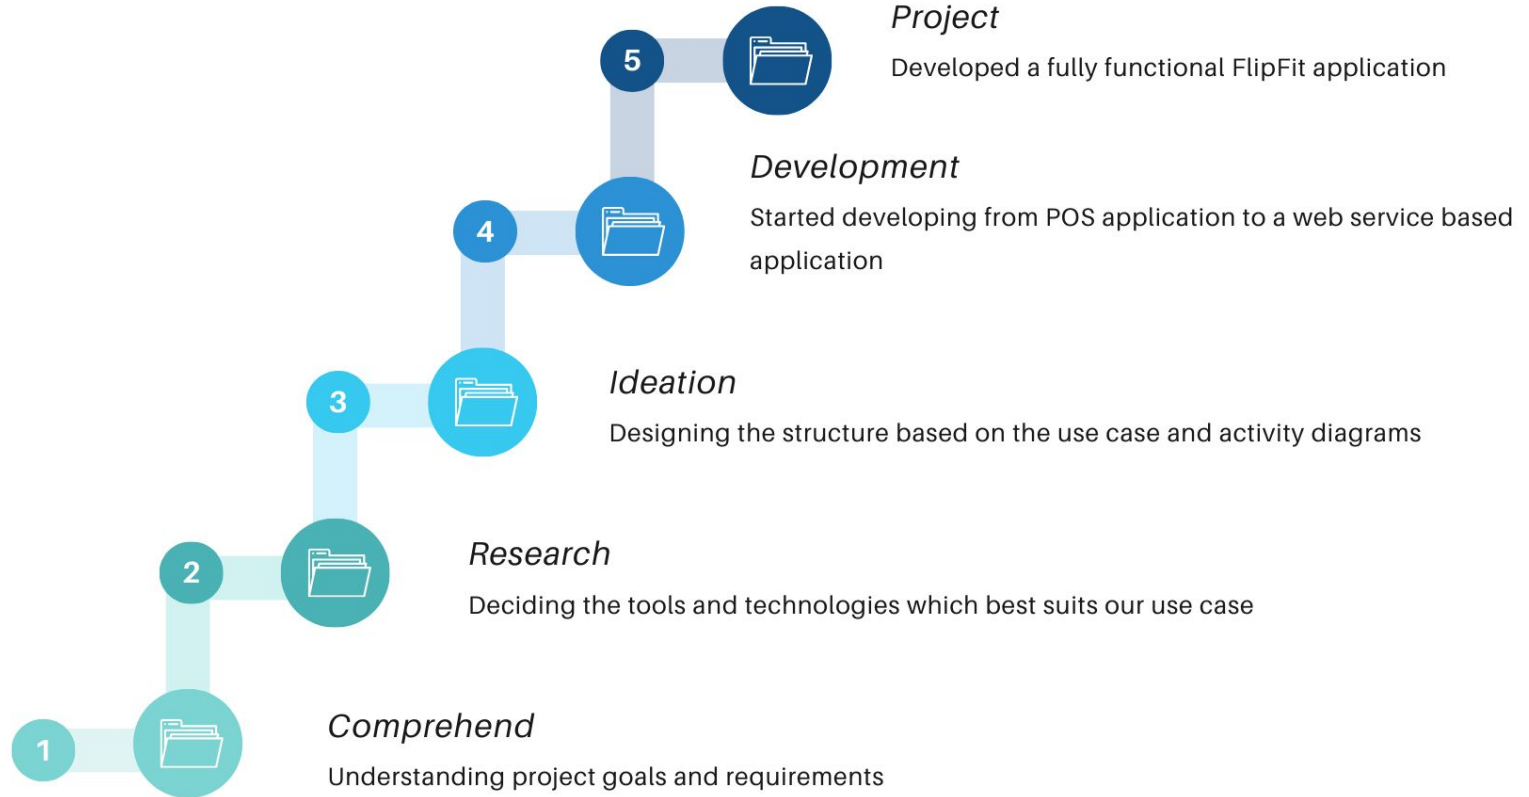 5
Project
Developed a fully functional FlipFit application
4
Development
Started developing from POS application to a web service based
application
3
Ideation
Designing the structure based on the use case and activity diagrams
2
Research
Deciding the tools and technologies which best suits our use case
1
Comprehend
Understanding project goals and requirements